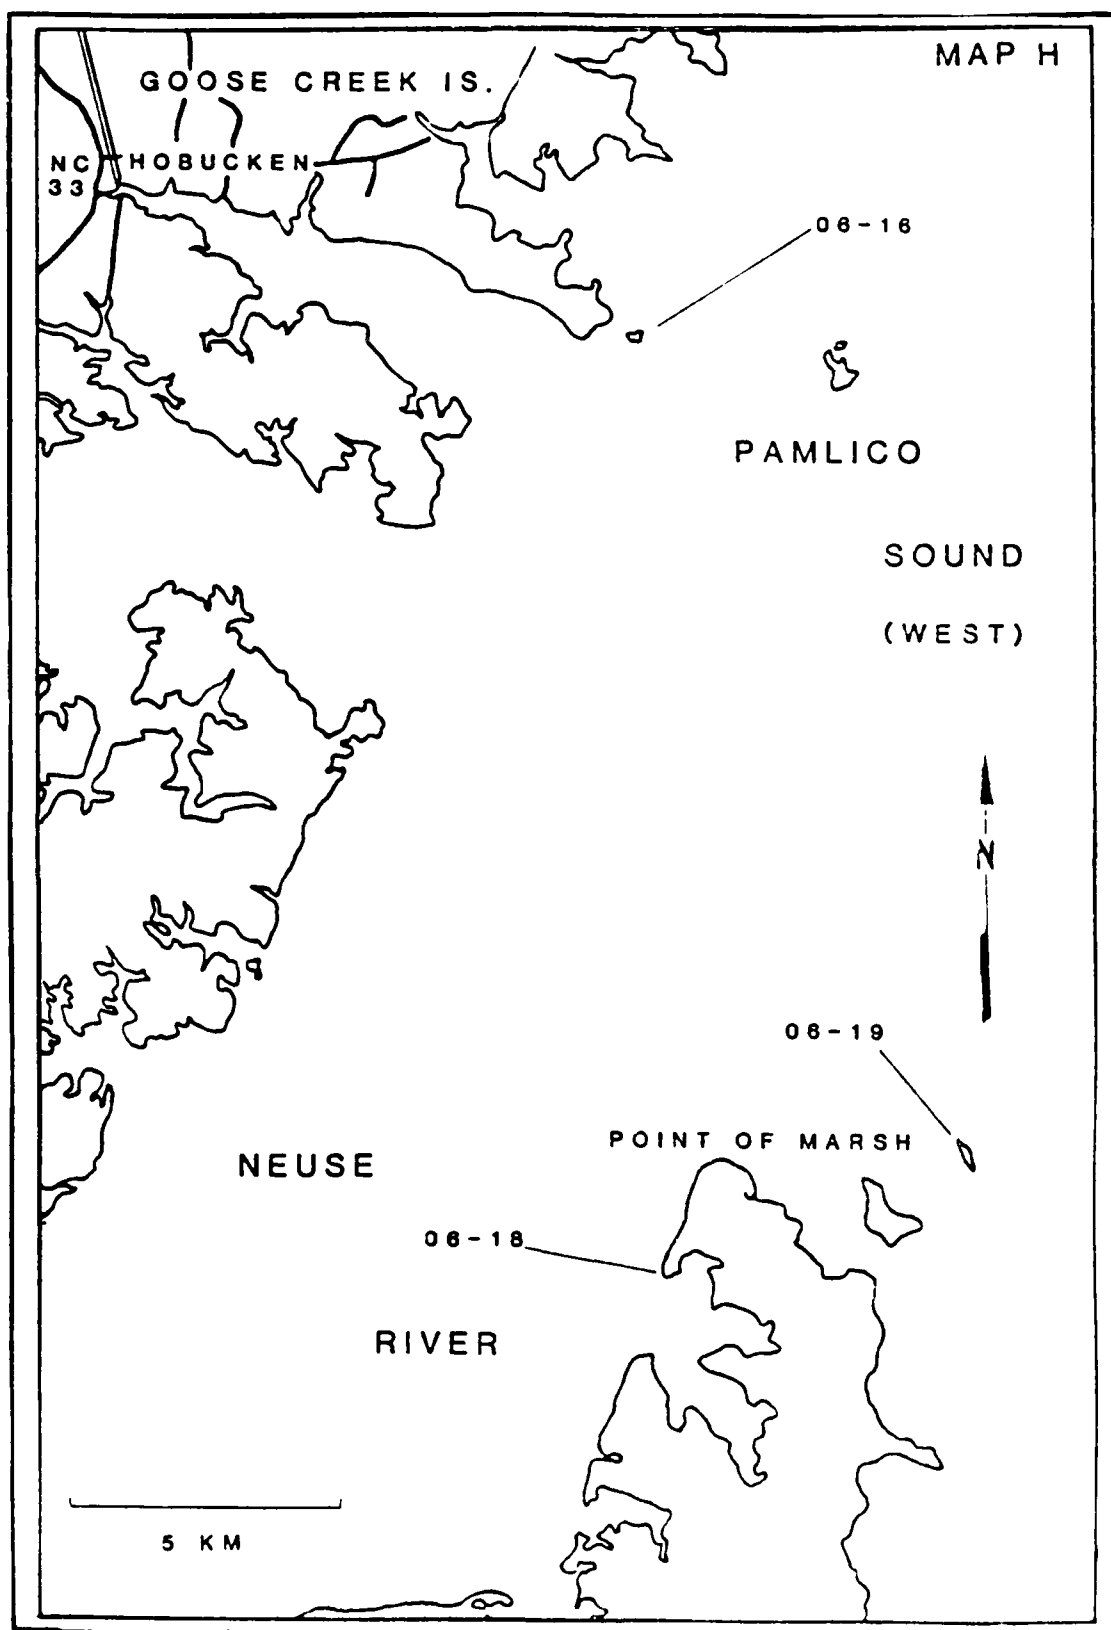 MAP H
GOOSE CREEK IS.
NC HOBUCKEN
33
06-16
PAMLICO
SOUND
(WEST)
N
06-19
POINT OF MARSH
NEUSE
06-18
RIVER
5 KM